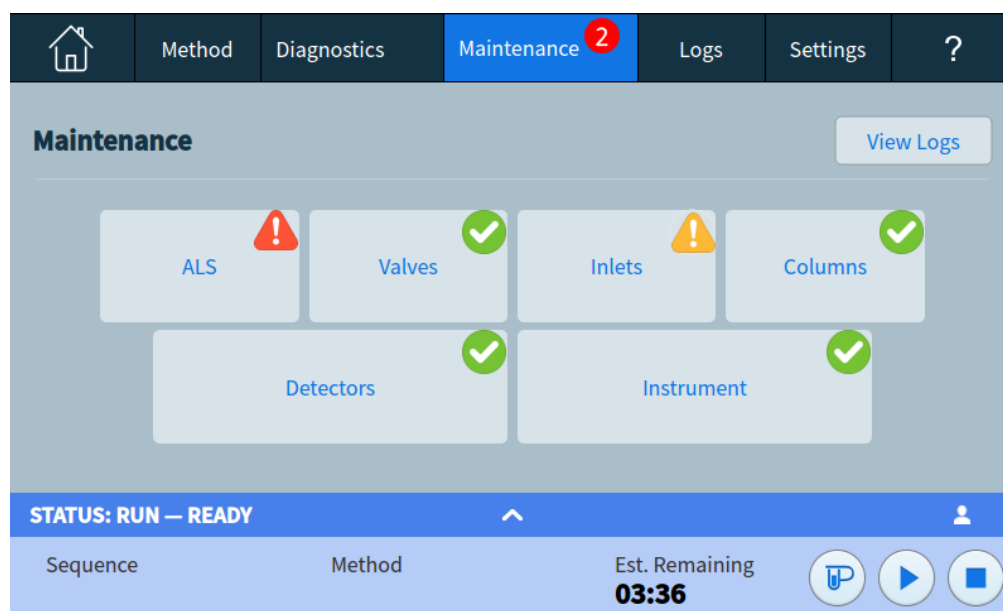 Method Diagnostics Maintenance 2 Logs Settings ?
Maintenance
View Logs
ALS Valves Inlets Columns
Detectors Instrument
STATUS: RUN — READY
Sequence Method Est. Remaining
03:36